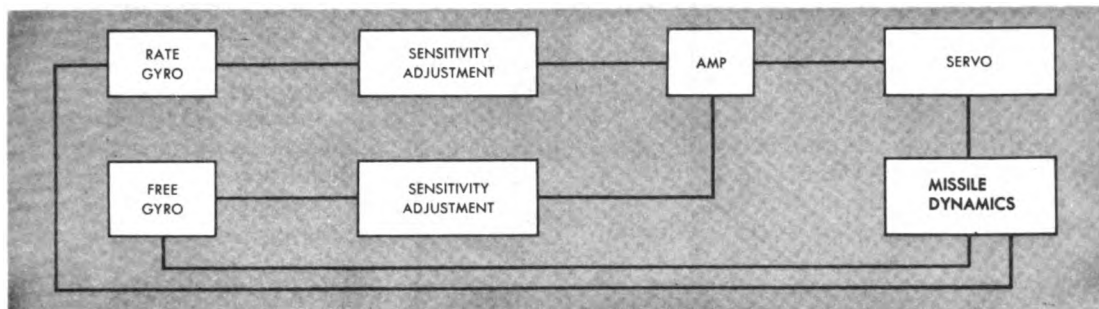 RATE
GYRO
SENSITIVITY
ADJUSTMENT
AMP
SERVO
FREE
GYRO
SENSITIVITY
ADJUSTMENT
MISSILE
DYNAMICS